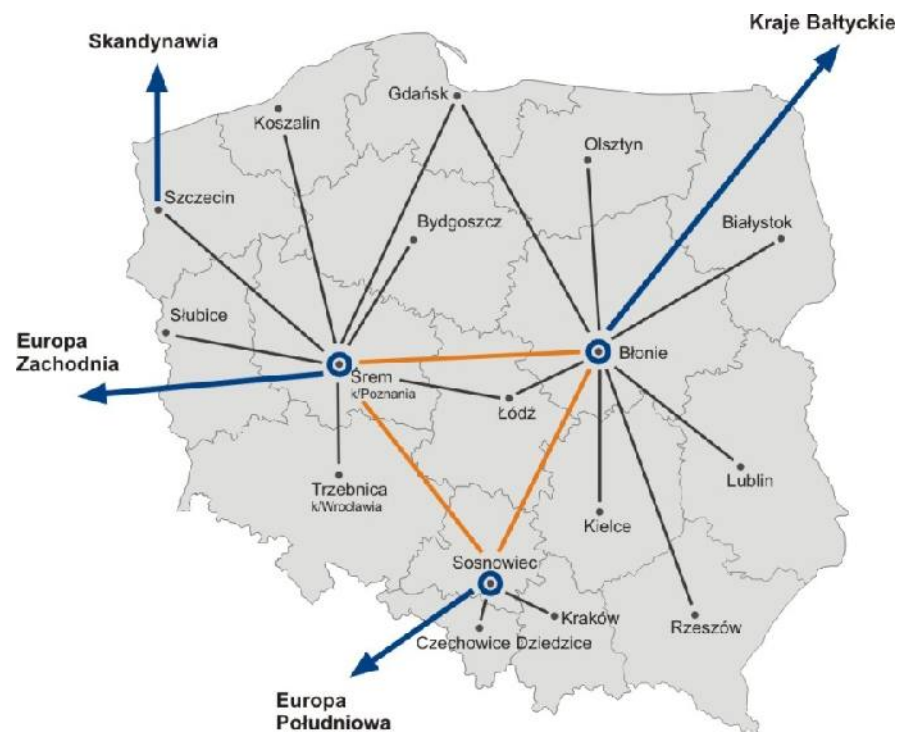 Skandynawia
Kraje Bałtyckie
Gdańsk
Koszalin
Olsztyn
Szczecin
Bydgoszcz
Białystok
Słubice
Europa
Zachodnia
Błonie
Śrem
k/Poznania
Łódź
Trzebnica
k/Wrocławia
Lublin
Kielce
Sosnowiec
Kraków
Rzeszów
Czechowice Dziedzice
Europa
Południowa